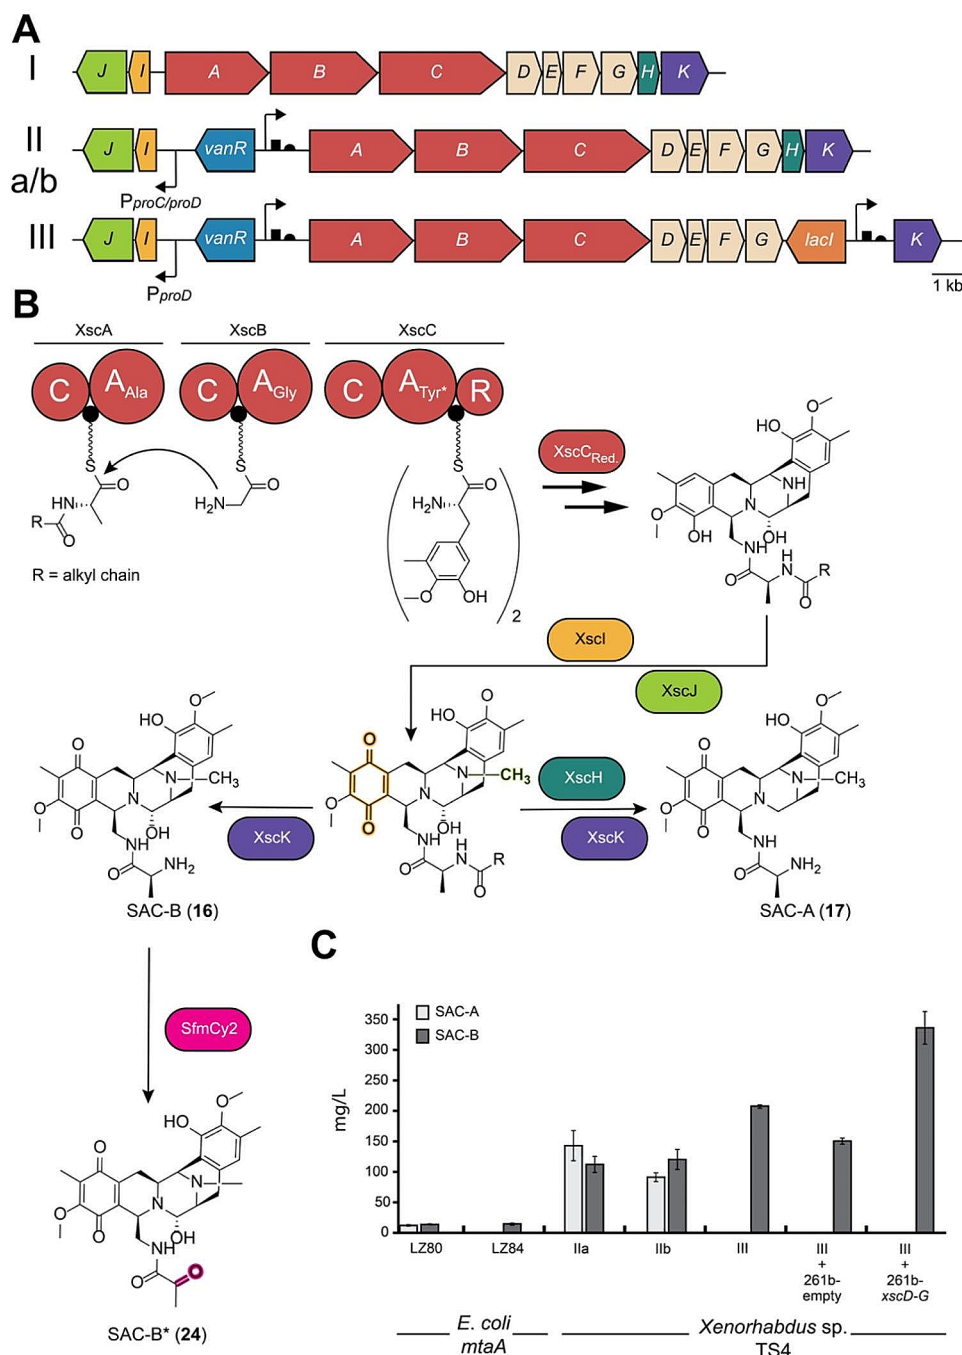 A
I
J I A B C D E F G H K
II
a/b
J I vanR A B C D E F G H K
PproC/proD
III
J I vanR A B C D E F G lacI K
PproD
1 kb
B
XscA XscB XscC
C AAla C AGly C ATyr* R
S S S
HN O H2N O H2N O
R O
O OH
2
R = alkyl chain
XscCRed.
HO O
NH
N
O OH OH
NH H
O N R
O
XscI
XscJ
HO O
O
N CH3
N
O O OH
NH
O NH2
SAC-B (16)
XscK
HO O
O
N CH3
N
O O OH
NH H
O N R
O
XscH
XscK
HO O
O
N CH3
N
O O
NH
O NH2
SAC-A (17)
SfmCy2
HO O
O
N
N
O O OH
NH
O O
SAC-B* (24)
C
SAC-A
SAC-B
mg/L
350
300
250
200
150
100
50
0
LZ80 LZ84 IIa IIb III III + 261b-empty III + 261b-xscD-G
E. coli
mtaA
Xenorhabdus sp.
TS4